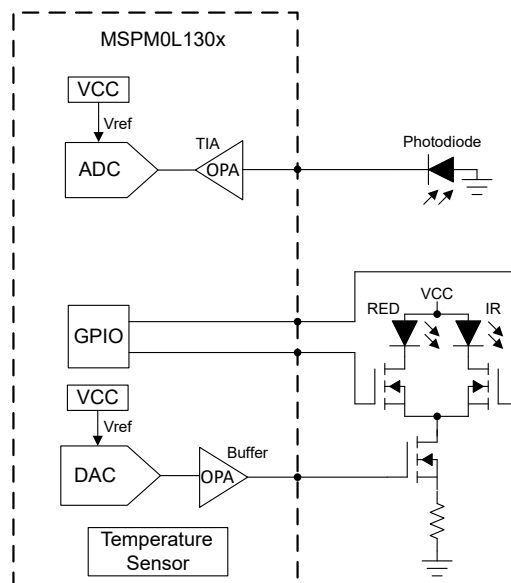 MSPM0L130x
VCC
Vref
TIA
ADC
OPA
Photodiode
VCC
RED
IR
GPIO
VCC
Vref
Buffer
DAC
OPA
Temperature
Sensor